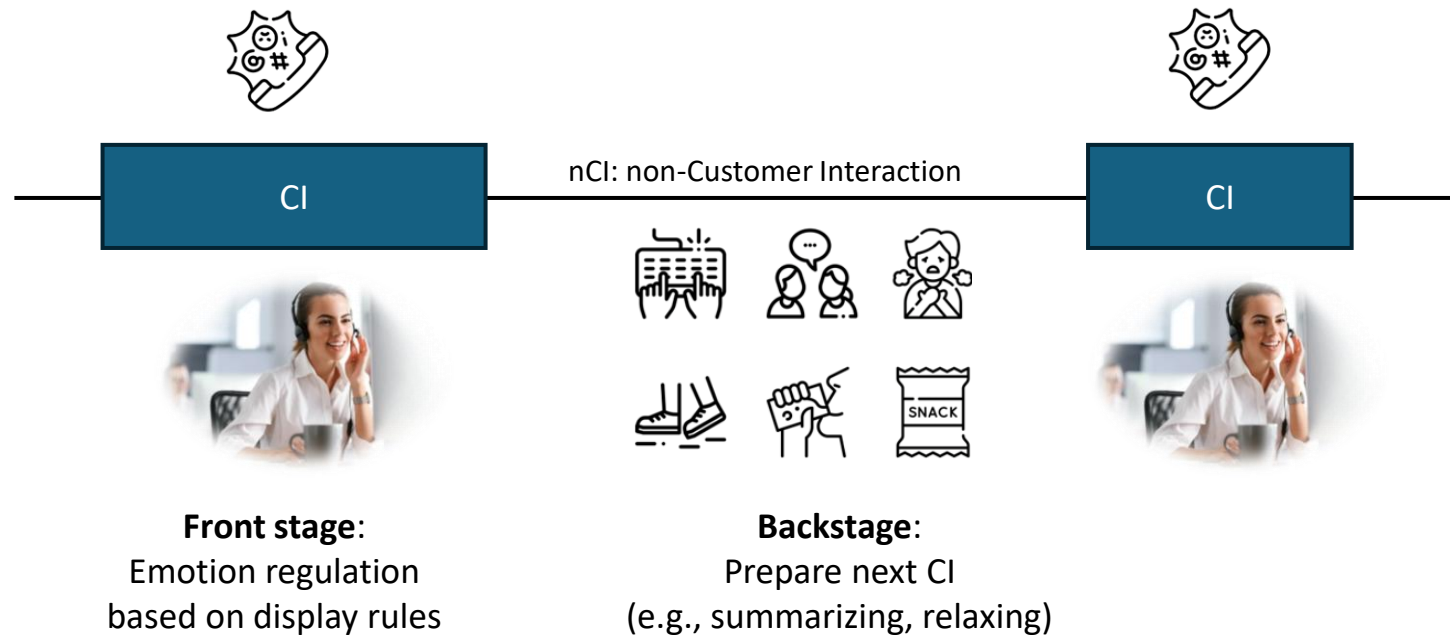 nCI: non-Customer Interaction
CI
CI
SNACK
Front stage:
Emotion regulation
based on display rules
Backstage:
Prepare next CI
(e.g., summarizing, relaxing)